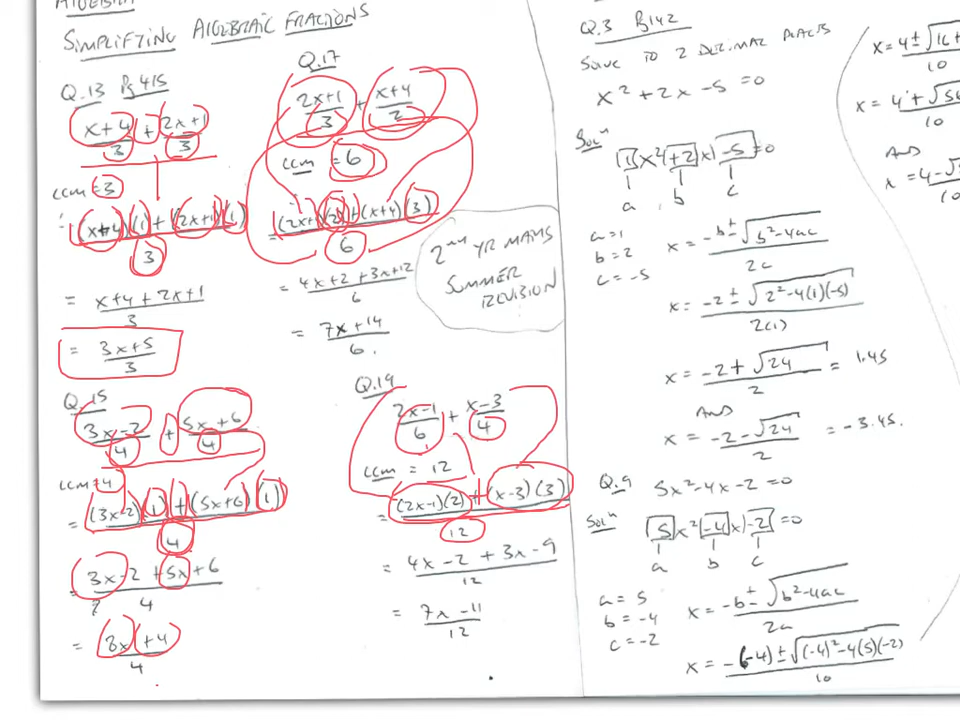 ALGEBRA
SIMPLIFYING ALGEBRAIC FRACTIONS
Q.13 Pg 415
x+4/3 + 2x+1/3
LCM = 3
(x+4)(1) + (2x+1)(1)
3
= x+4+2x+1
3
= 3x+5
3
Q.15
3x-2/4 + 5x+6/4
LCM = 4
= (3x-2)(1) + (5x+6)(1)
4
= 3x-2+5x+6
4
= 8x+4
4
Q.17
2x+1/3 + x+4/2
LCM = 6
= (2x+1)(2) + (x+4)(3)
6
= 4x+2+3x+12
6
= 7x+14
6
2nd YR MATHS
SUMMER
REVISION
Q.19
2x-1/6 + x-3/4
LCM = 12
= (2x-1)(2) + (x-3)(3)
12
= 4x-2+3x-9
12
= 7x-11
12
Q.3 Pg142
SOLVE TO 2 DECIMAL PLACES
x²+2x-5=0
Solⁿ
1x²+2x-5=0
a b c
a=1
b=2
c=-5
x = -b±√b²-4ac
2a
x = -2±√2²-4(1)(-5)
2(1)
x = -2+√24/2 = 1.45
AND
x = -2-√24/2 = -3.45.
Q.9 5x²-4x-2=0
Solⁿ
5x²-4x-2=0
a b c
a=5
b=-4
c=-2
x = -b±√b²-4ac
2a
x = -(-4)±√(-4)²-4(5)(-2)
10
x = 4±√16+
10
x = 4+√56
10
AND
x = 4-√5
10